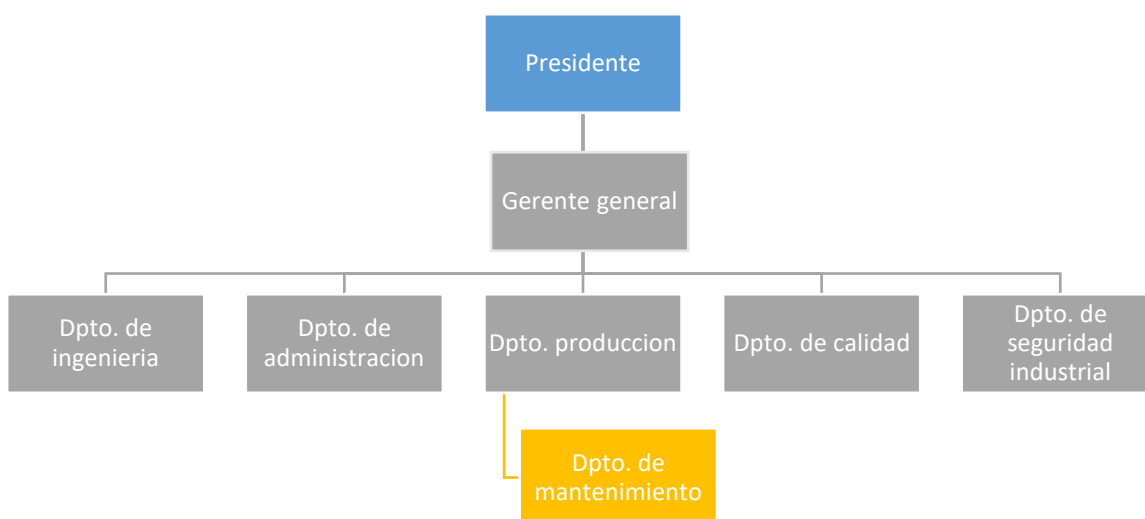 Presidente
Gerente general
Dpto. de
ingenieria
Dpto. de
administracion
Dpto. produccion
Dpto. de calidad
Dpto. de
seguridad
industrial
Dpto. de
mantenimiento